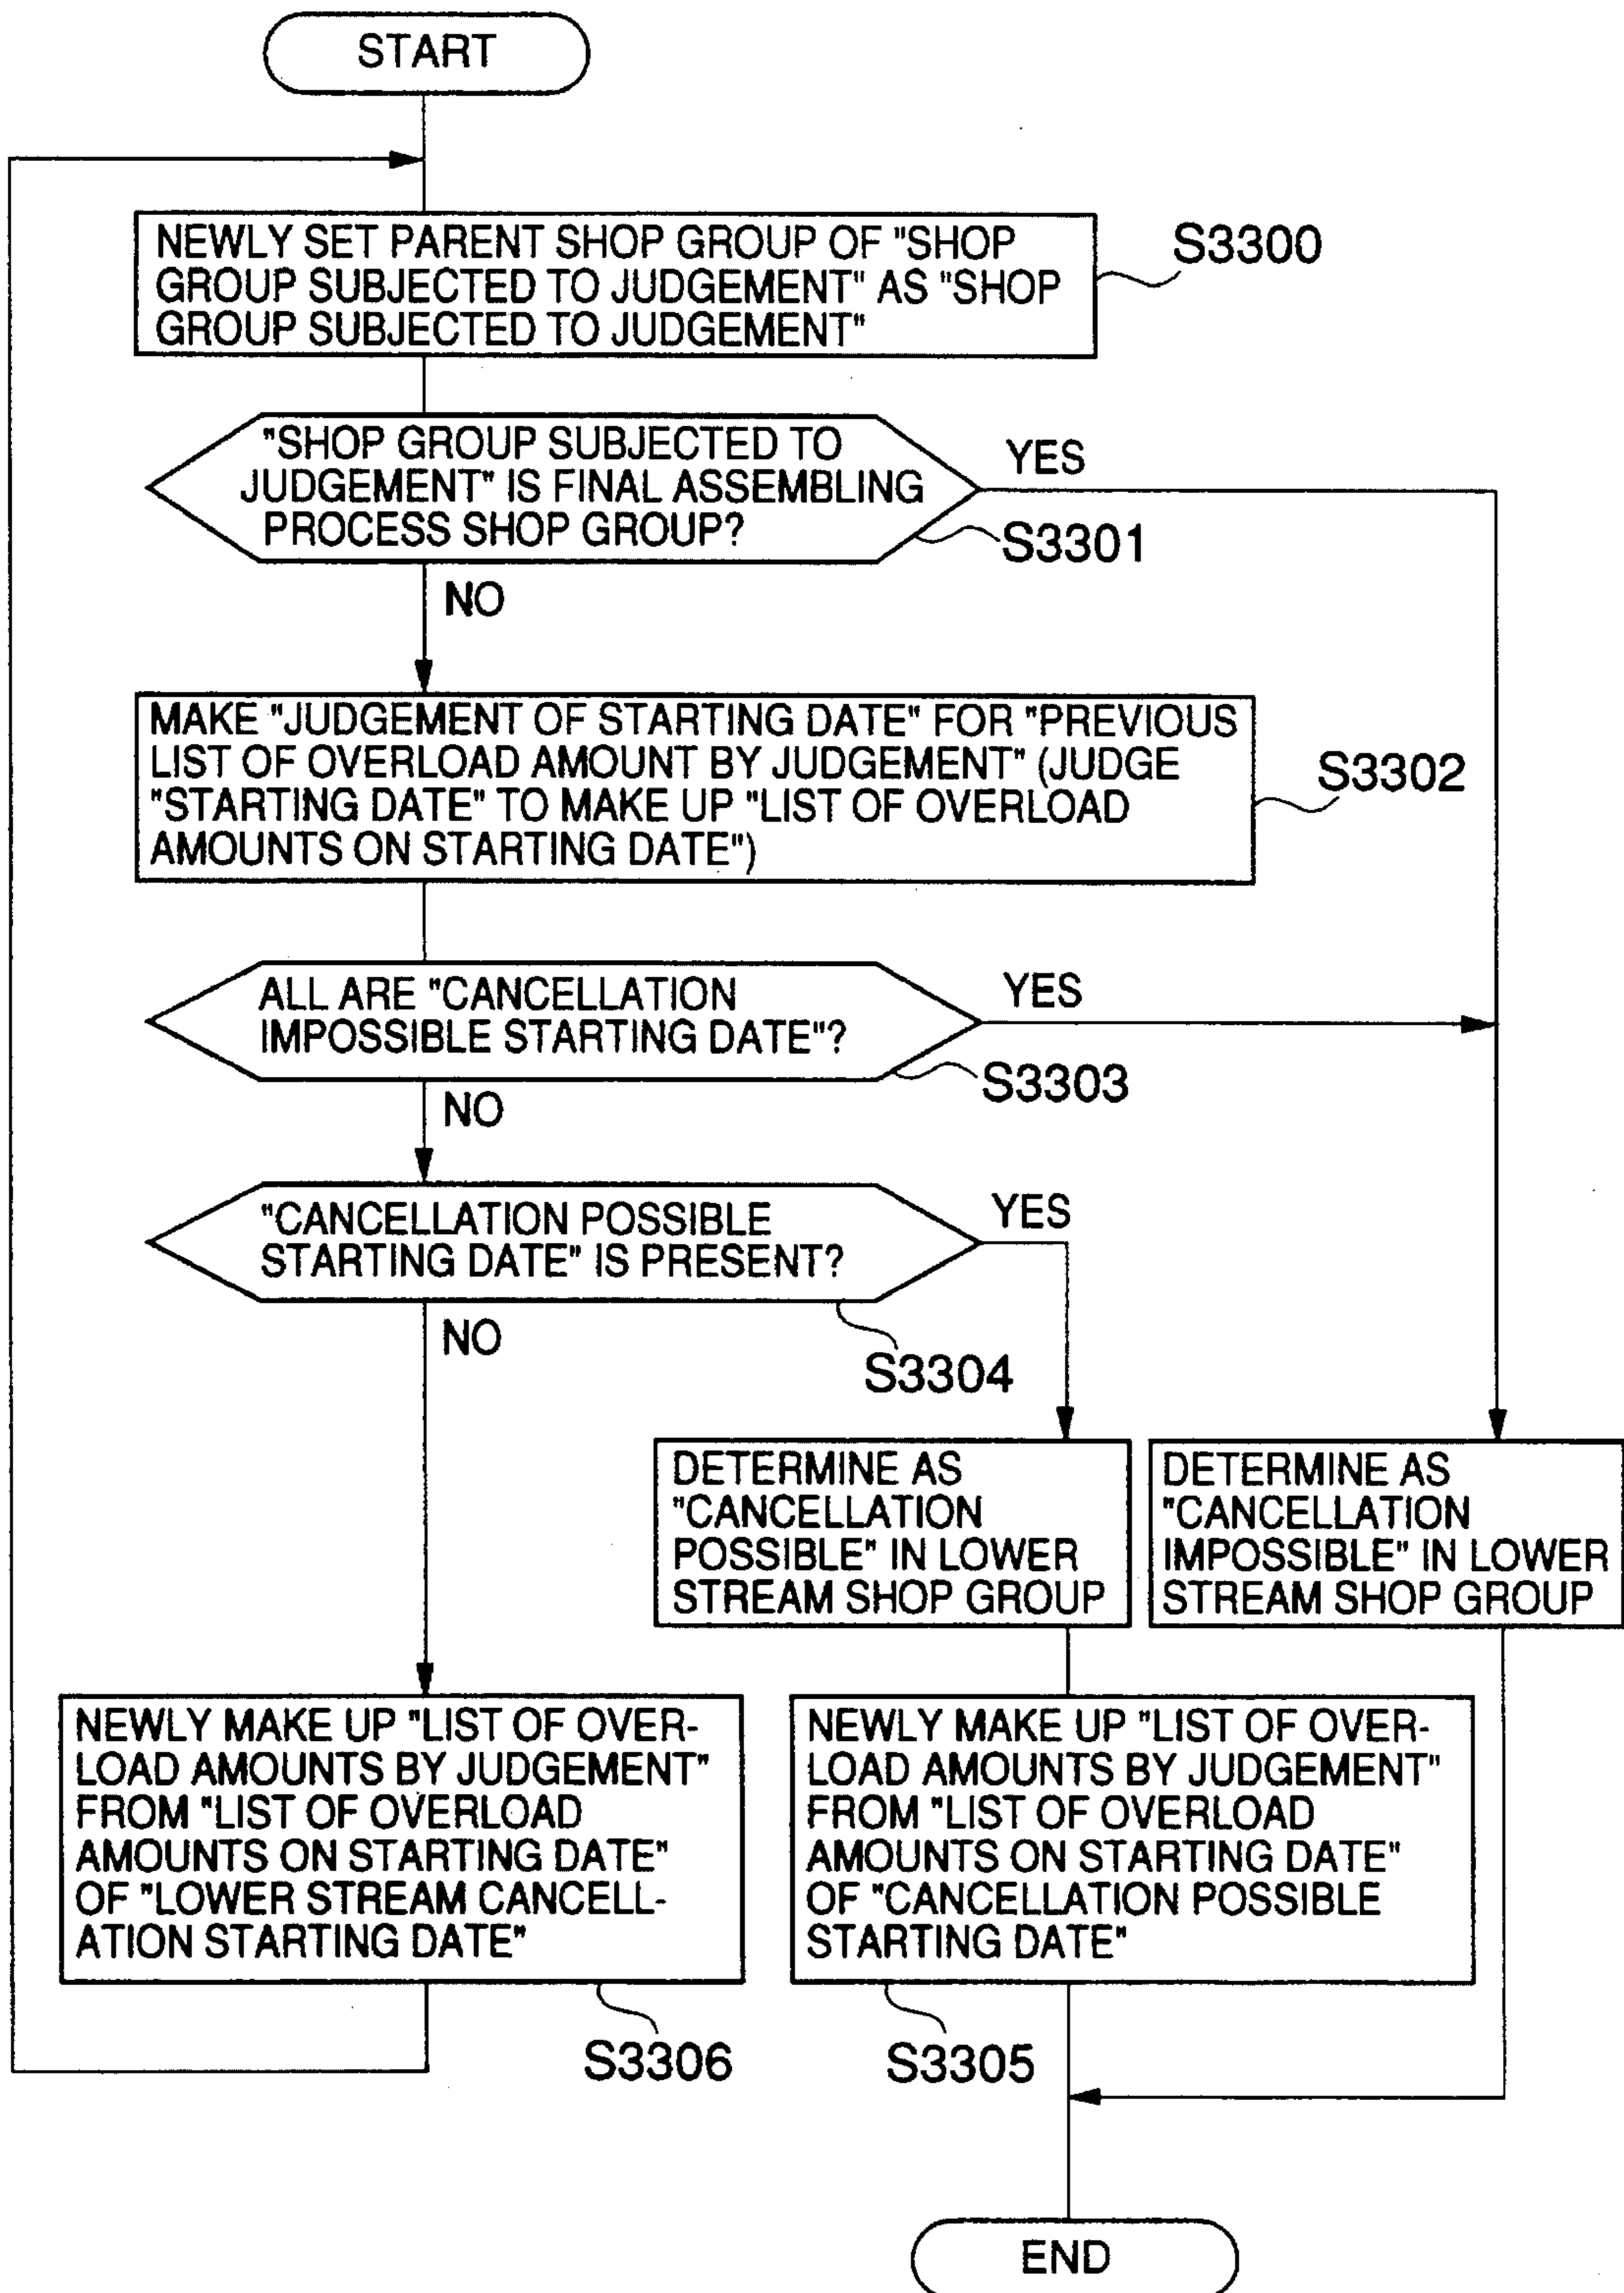 START
NEWLY SET PARENT SHOP GROUP OF "SHOP
GROUP SUBJECTED TO JUDGEMENT" AS "SHOP
GROUP SUBJECTED TO JUDGEMENT"
S3300
"SHOP GROUP SUBJECTED TO
JUDGEMENT" IS FINAL ASSEMBLING
PROCESS SHOP GROUP?
YES
S3301
NO
MAKE "JUDGEMENT OF STARTING DATE" FOR "PREVIOUS
LIST OF OVERLOAD AMOUNT BY JUDGEMENT" (JUDGE
"STARTING DATE" TO MAKE UP "LIST OF OVERLOAD
AMOUNTS ON STARTING DATE")
S3302
ALL ARE "CANCELLATION
IMPOSSIBLE STARTING DATE"?
YES
S3303
NO
"CANCELLATION POSSIBLE
STARTING DATE" IS PRESENT?
YES
S3304
NO
DETERMINE AS
"CANCELLATION
POSSIBLE" IN LOWER
STREAM SHOP GROUP
DETERMINE AS
"CANCELLATION
IMPOSSIBLE" IN LOWER
STREAM SHOP GROUP
NEWLY MAKE UP "LIST OF OVER-
LOAD AMOUNTS BY JUDGEMENT"
FROM "LIST OF OVERLOAD
AMOUNTS ON STARTING DATE"
OF "LOWER STREAM CANCELL-
ATION STARTING DATE"
S3306
NEWLY MAKE UP "LIST OF OVER-
LOAD AMOUNTS BY JUDGEMENT"
FROM "LIST OF OVERLOAD
AMOUNTS ON STARTING DATE"
OF "CANCELLATION POSSIBLE
STARTING DATE"
S3305
END